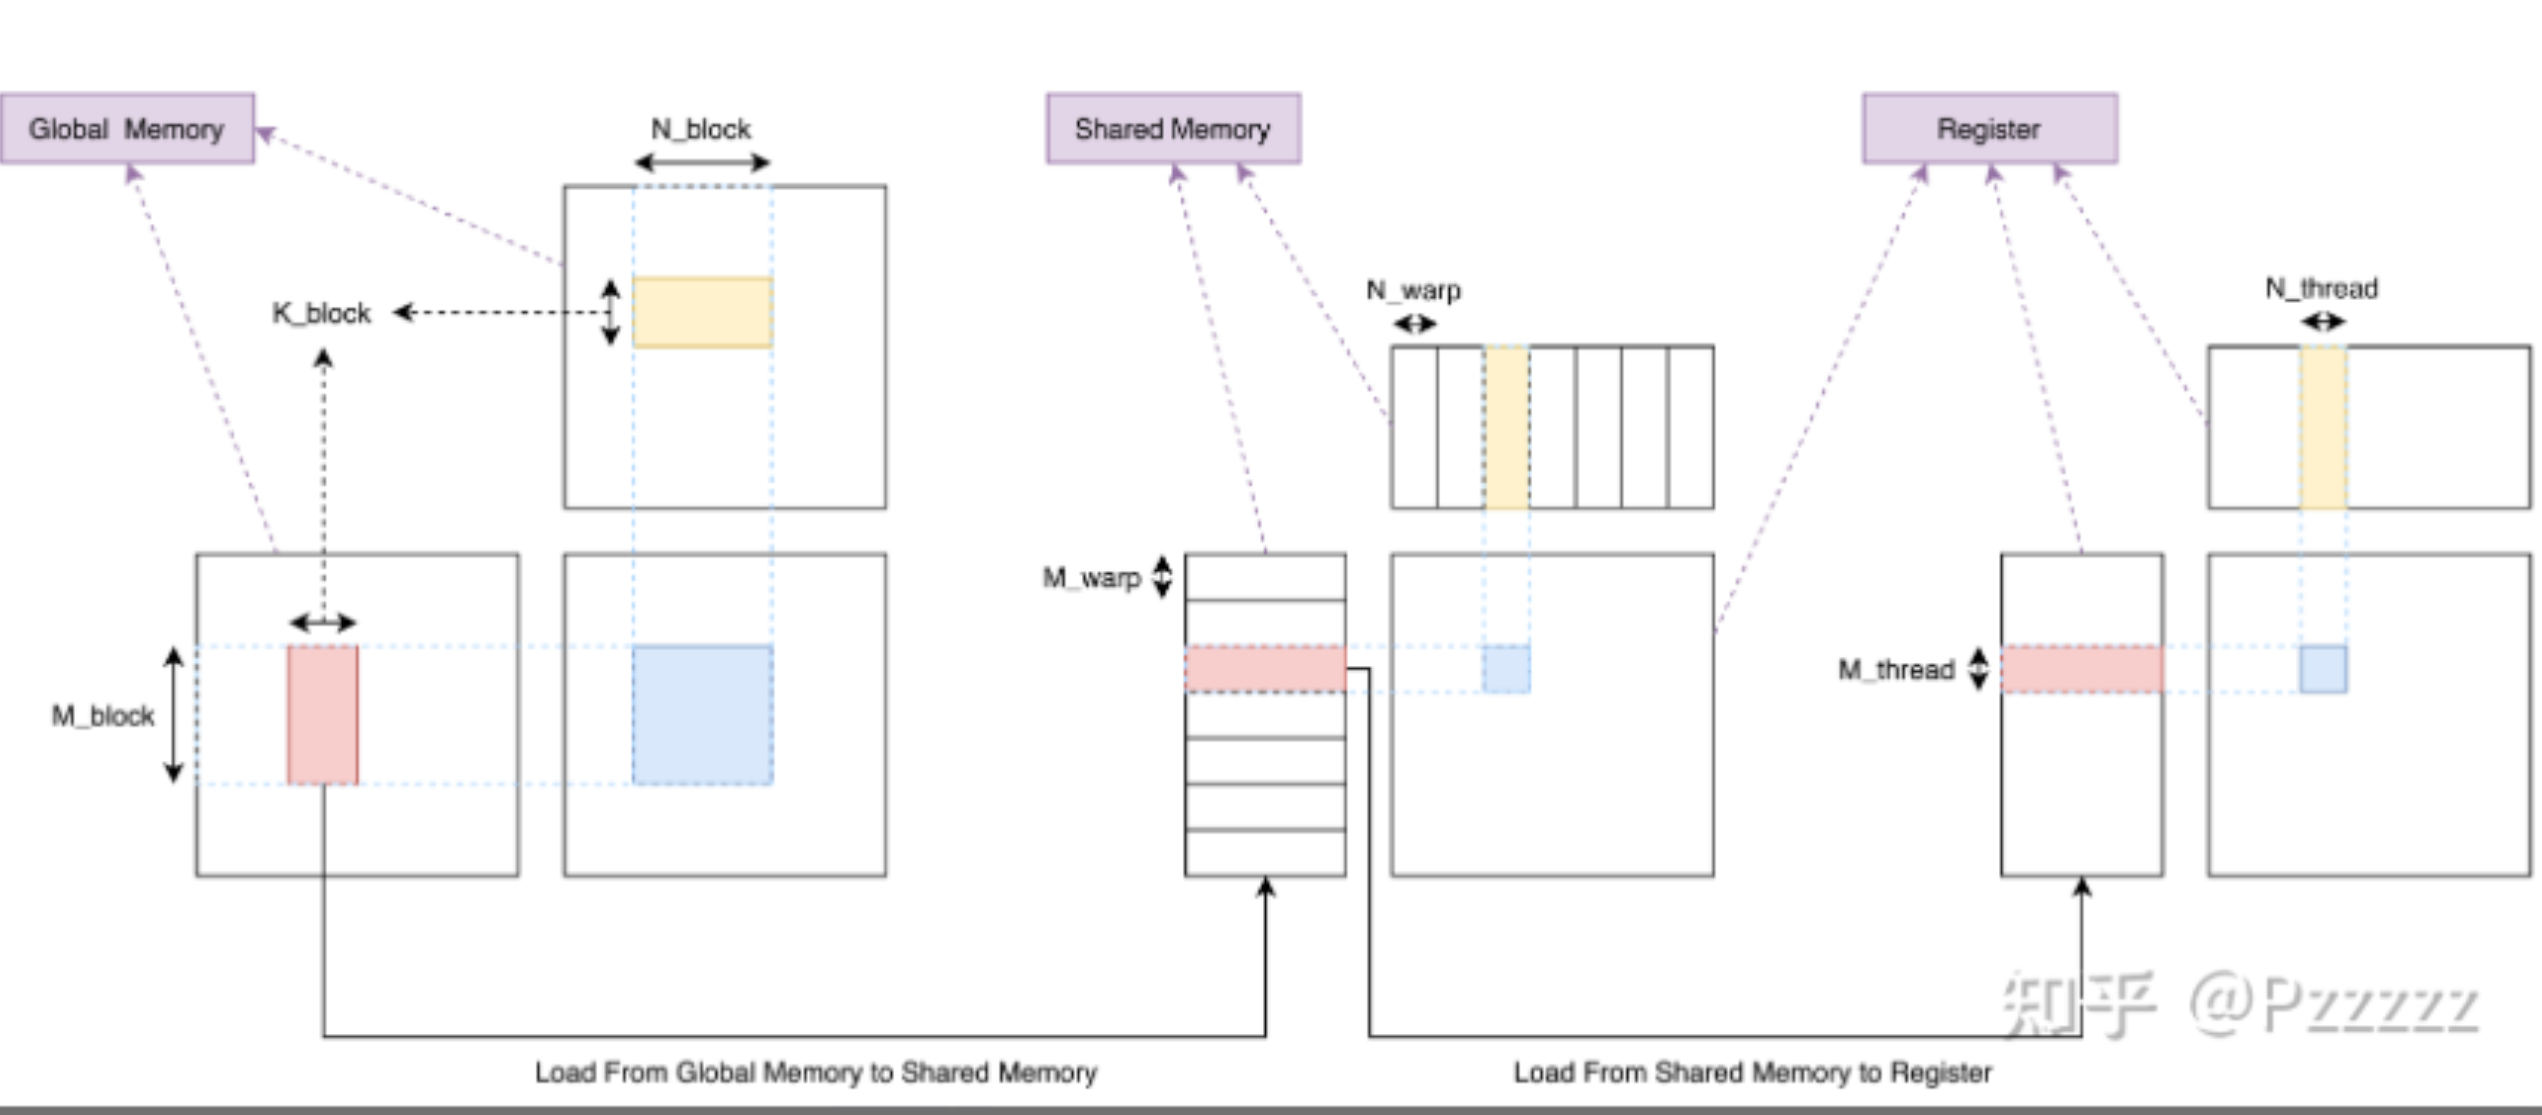 Global Memory
N_block
Shared Memory
Register
K_block
N_warp
N_thread
M_warp
M_thread
M_block
知乎 @Pzzzzz
Load From Global Memory to Shared Memory
Load From Shared Memory to Register